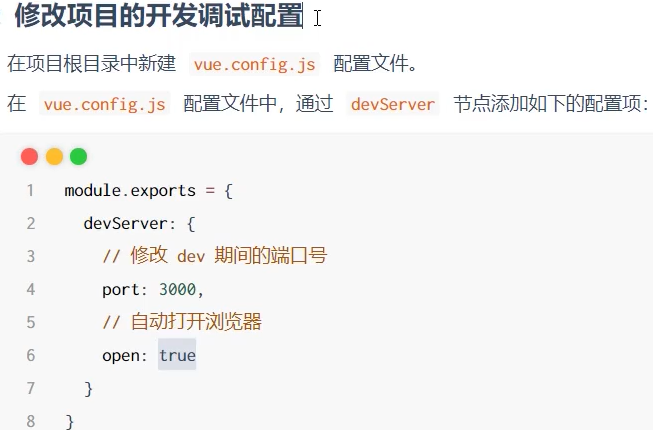 修改项目的开发调试配置
在项目根目录中新建 vue.config.js 配置文件。
在 vue.config.js 配置文件中，通过 devServer 节点添加如下的配置项：
1 module.exports = {
2 devServer: {
3 // 修改 dev 期间的端口号
4 port: 3000,
5 // 自动打开浏览器
6 open: true
7 }
8 }